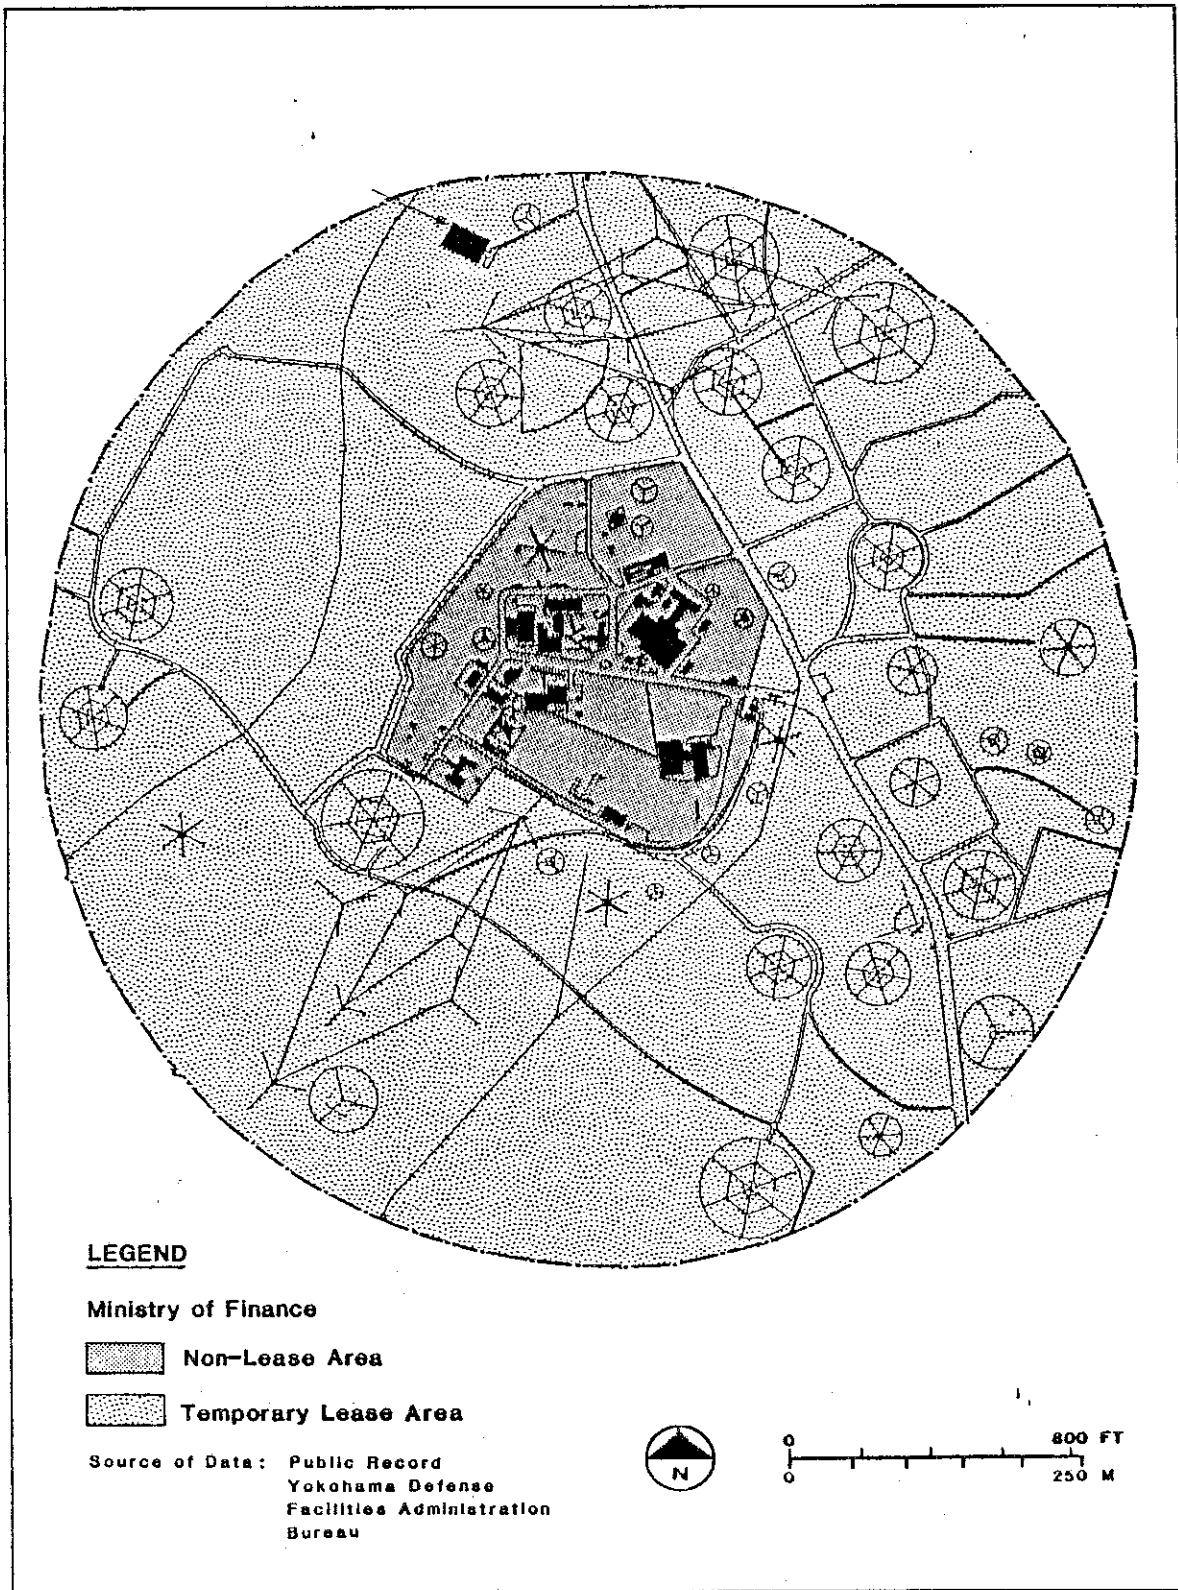 LEGEND
Ministry of Finance
Non-Lease Area
Temporary Lease Area
Source of Data: Public Record
Yokohama Defense
Facilities Administration
Bureau
N
0 800 FT
0 250 M